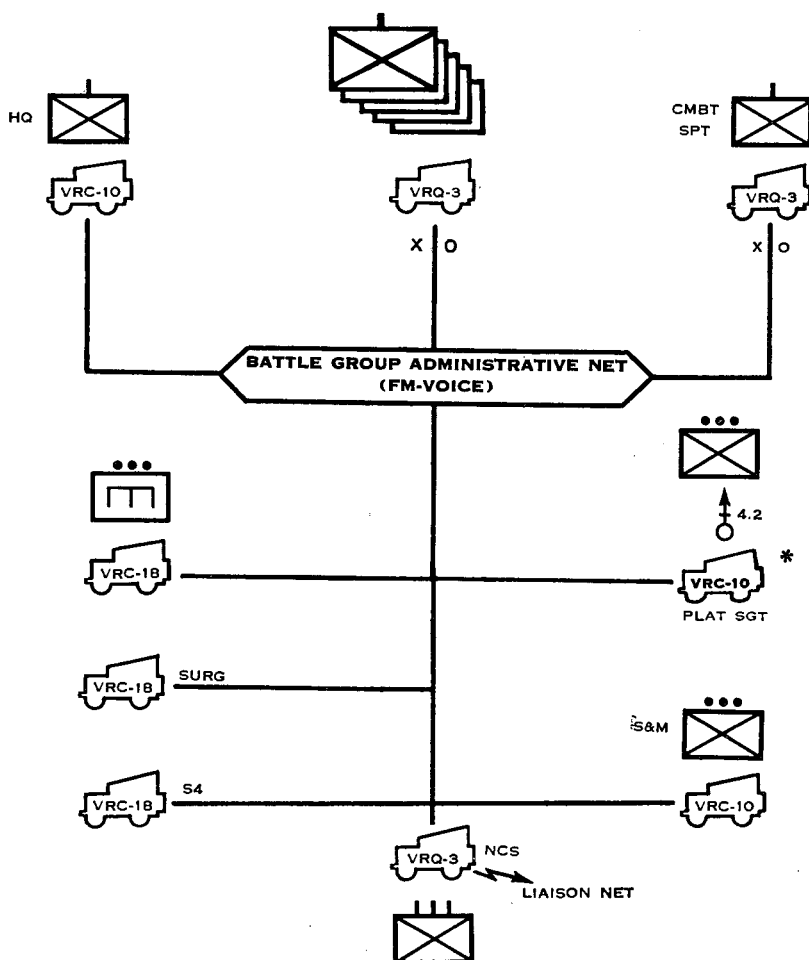 HQ
CMBT
SPT
VRC-10
VRQ-3
VRQ-3
X O
X O
BATTLE GROUP ADMINISTRATIVE NET
(FM-VOICE)
4.2
VRC-18
VRC-10
*
PLAT SGT
SURG
VRC-18
S&M
S4
VRC-18
VRC-10
VRQ-3
NCS
LIAISON NET